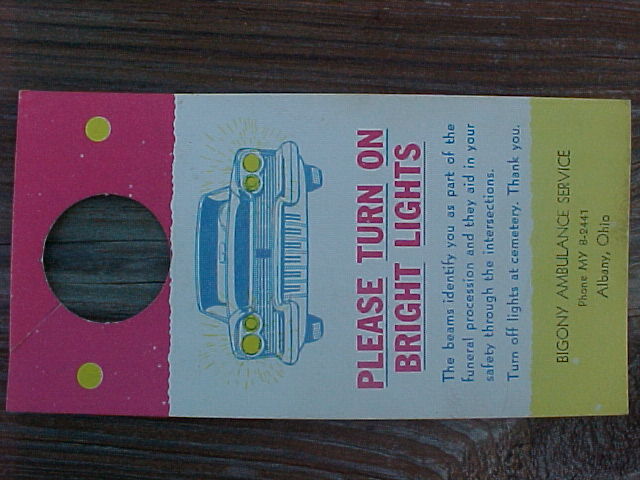 PLEASE TURN ON
BRIGHT LIGHTS
The beams identify you as part of the
funeral procession and they aid in your
safety through the intersections.
Turn off lights at cemetery. Thank you.
BIGONY AMBULANCE SERVICE
Phone MY 8-2441
Albany, Ohio